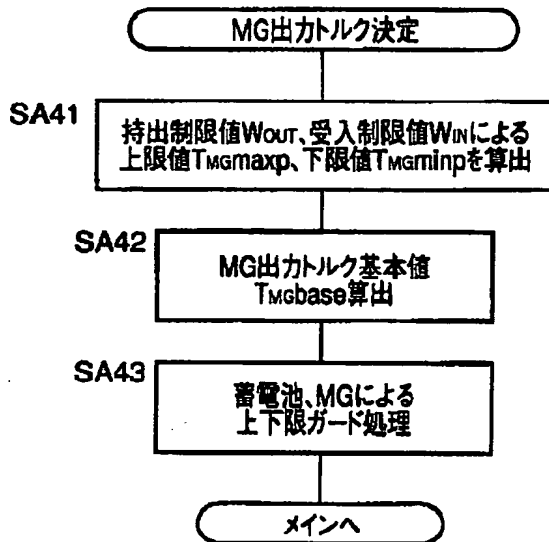 MG出力トルク決定
SA41
持出制限値WOUT、受入制限値WINによる
上限値TMGmaxp、下限値TMGminpを算出
SA42
MG出力トルク基本値
TMGbase算出
SA43
蓄電池、MGによる
上下限ガード処理
メインへ